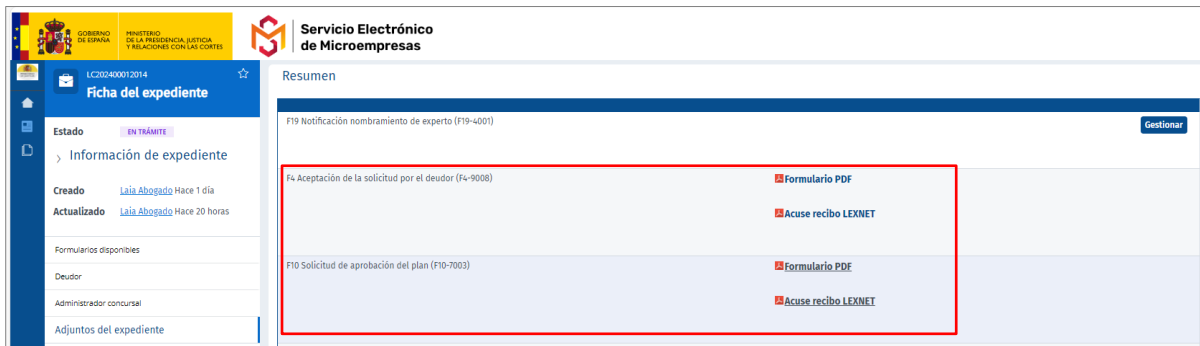 GOBIERNO
DE ESPAÑA
MINISTERIO
DE LA PRESIDENCIA, JUSTICIA
Y RELACIONES CON LAS CORTES
Servicio Electrónico
de Microempresas
LC202400012014
Ficha del expediente
Estado EN TRÁMITE
Información de expediente
Creado Laia Abogado Hace 1 día
Actualizado Laia Abogado Hace 20 horas
Formularios disponibles
Deudor
Administrador concursal
Adjuntos del expediente
Resumen
F19 Notificación nombramiento de experto (F19-4001) Gestionar
F4 Aceptación de la solicitud por el deudor (F4-9008) Formulario PDF
Acuse recibo LEXNET
F10 Solicitud de aprobación del plan (F10-7003) Formulario PDF
Acuse recibo LEXNET